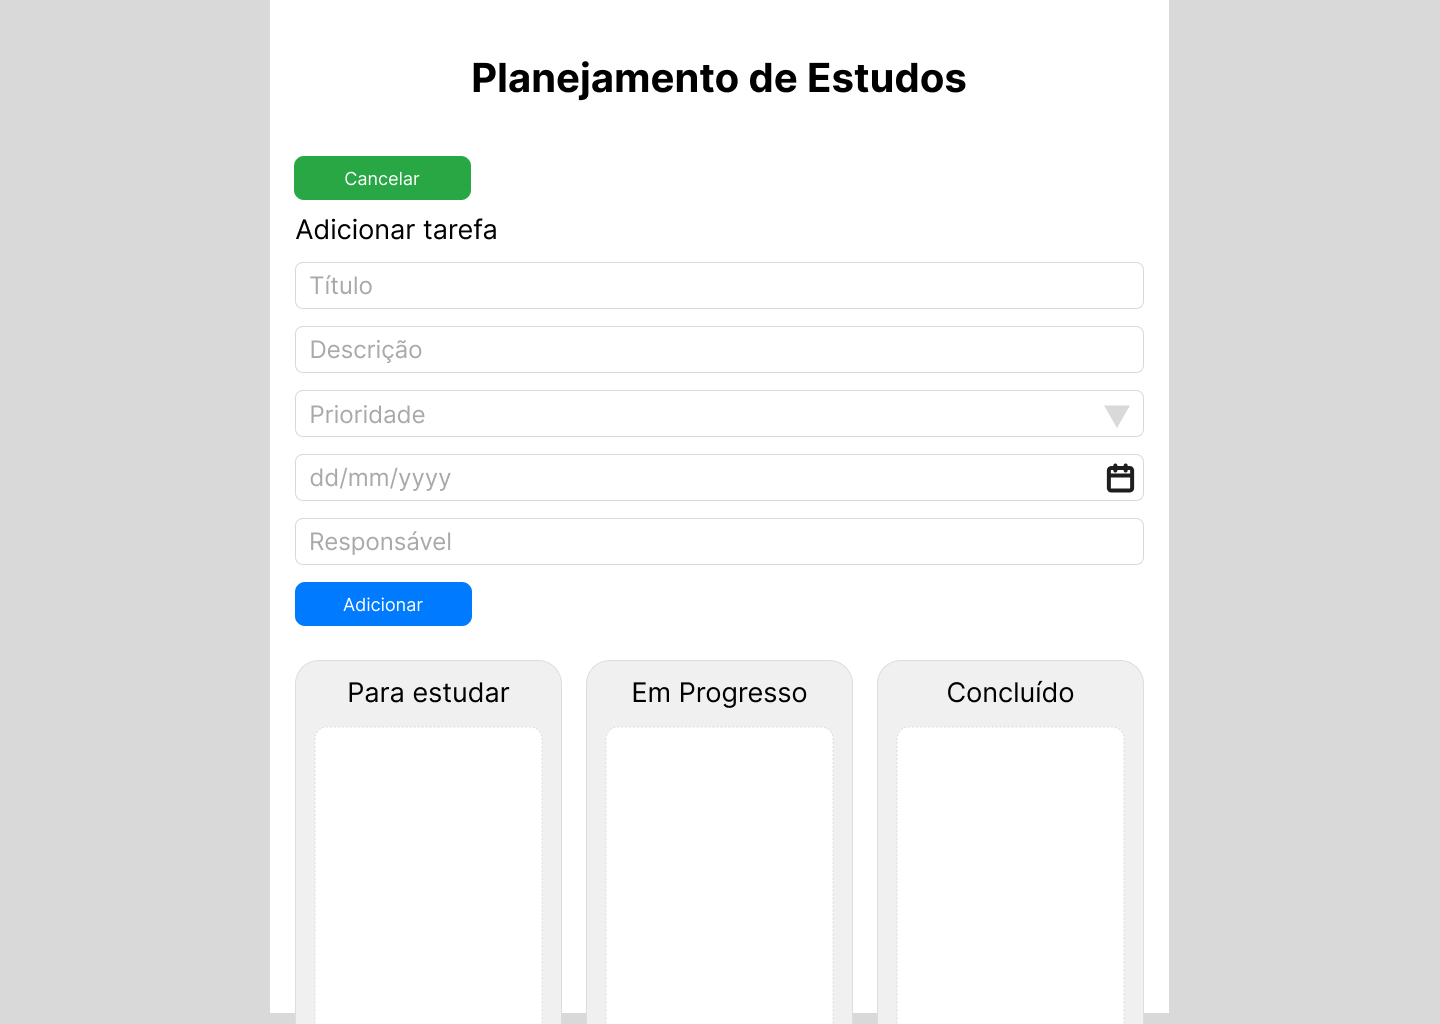 Planejamento de Estudos
Cancelar
Adicionar tarefa
Título
Descrição
Prioridade
dd/mm/yyyy
Responsável
Adicionar
Para estudar
Em Progresso
Concluído